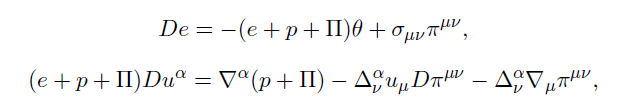 De = −(e + p + Π)θ + σ_{μν}π^{μν},
(e + p + Π)Du^α = ∇^α(p + Π) − Δ^α_ν u_μ Dπ^{μν} − Δ^α_ν ∇_μ π^{μν},